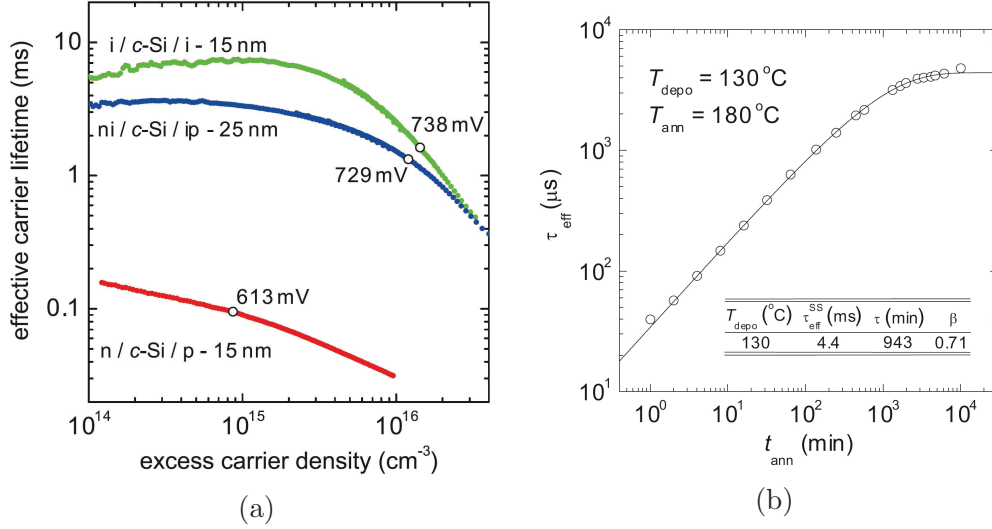 10
1
0.1
10^14
10^15
10^16
effective carrier lifetime (ms)
excess carrier density (cm^-3)
i / c-Si / i - 15 nm
ni / c-Si / ip - 25 nm
738 mV
729 mV
613 mV
n / c-Si / p - 15 nm
(a)
10^5
10^4
10^3
10^2
10^1
10^0
10^1
10^2
10^3
10^4
τ_eff (μs)
t_ann (min)
T_depo = 130 °C
T_ann = 180 °C
T_depo (°C) τ_eff^SS (ms) τ (min) β
130 4.4 943 0.71
(b)